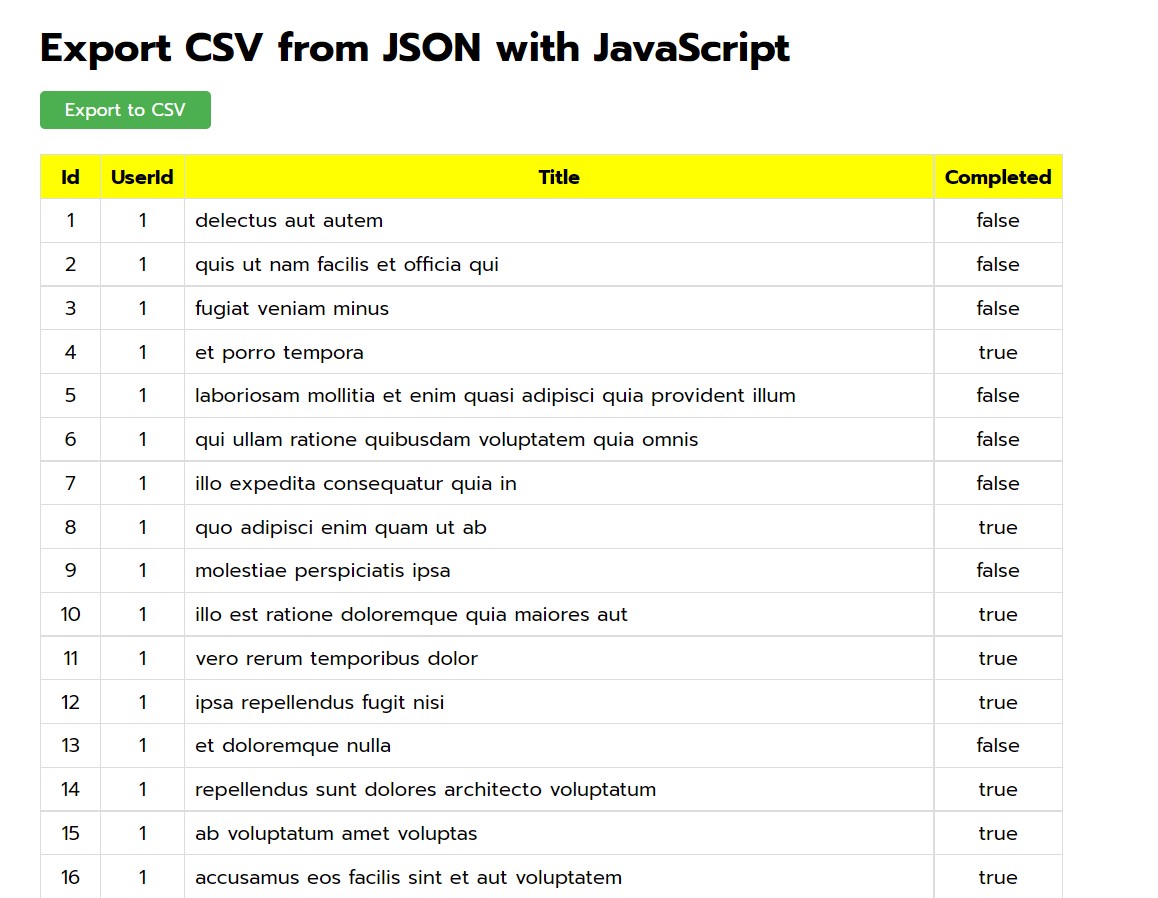 Export CSV from JSON with JavaScript
Export to CSV
Id UserId Title Completed
1 1 delectus aut autem false
2 1 quis ut nam facilis et officia qui false
3 1 fugiat veniam minus false
4 1 et porro tempora true
5 1 laboriosam mollitia et enim quasi adipisci quia provident illum false
6 1 qui ullam ratione quibusdam voluptatem quia omnis false
7 1 illo expedita consequatur quia in false
8 1 quo adipisci enim quam ut ab true
9 1 molestiae perspiciatis ipsa false
10 1 illo est ratione doloremque quia maiores aut true
11 1 vero rerum temporibus dolor true
12 1 ipsa repellendus fugit nisi true
13 1 et doloremque nulla false
14 1 repellendus sunt dolores architecto voluptatum true
15 1 ab voluptatum amet voluptas true
16 1 accusamus eos facilis sint et aut voluptatem true